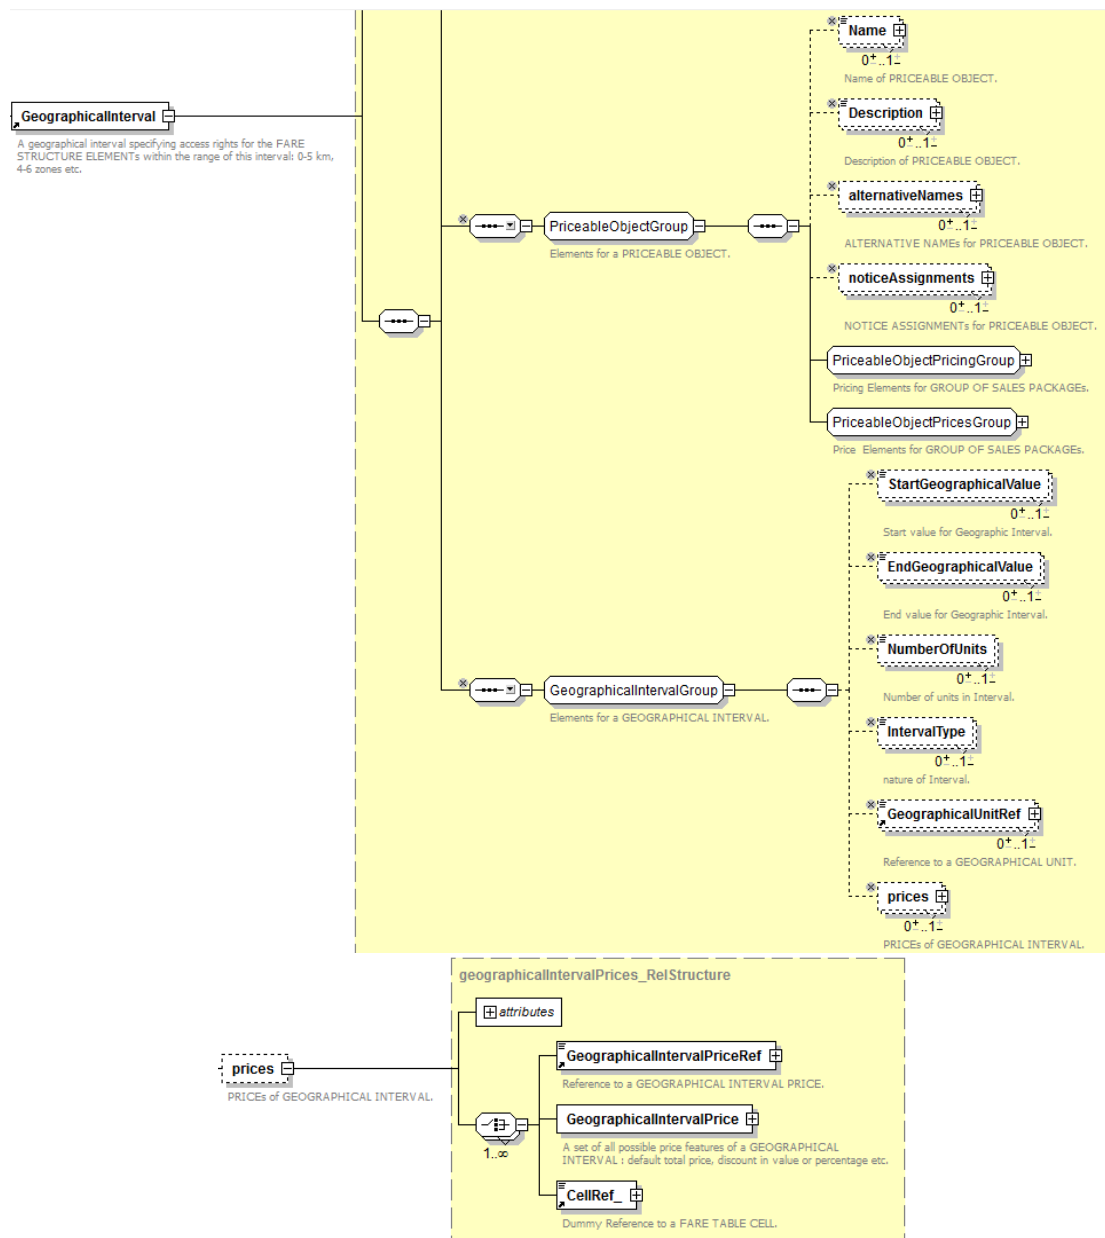 Name
0..1
Name of PRICEABLE OBJECT.
GeographicalInterval
A geographical interval specifying access rights for the FARE
STRUCTURE ELEMENTs within the range of this interval: 0-5 km,
4-6 zones etc.
Description
0..1
Description of PRICEABLE OBJECT.
alternativeNames
0..1
ALTERNATIVE NAMEs for PRICEABLE OBJECT.
PriceableObjectGroup
Elements for a PRICEABLE OBJECT.
noticeAssignments
0..1
NOTICE ASSIGNMENTs for PRICEABLE OBJECT.
PriceableObjectPricingGroup
Pricing Elements for GROUP OF SALES PACKAGEs.
PriceableObjectPricesGroup
Price Elements for GROUP OF SALES PACKAGEs.
StartGeographicalValue
0..1
Start value for Geographic Interval.
EndGeographicalValue
0..1
End value for Geographic Interval.
NumberOfUnits
0..1
Number of units in Interval.
GeographicalIntervalGroup
Elements for a GEOGRAPHICAL INTERVAL.
IntervalType
0..1
nature of Interval.
GeographicalUnitRef
0..1
Reference to a GEOGRAPHICAL UNIT.
prices
0..1
PRICEs of GEOGRAPHICAL INTERVAL.
geographicalIntervalPrices_RelStructure
attributes
prices
PRICEs of GEOGRAPHICAL INTERVAL.
GeographicalIntervalPriceRef
Reference to a GEOGRAPHICAL INTERVAL PRICE.
1..∞
GeographicalIntervalPrice
A set of all possible price features of a GEOGRAPHICAL
INTERVAL : default total price, discount in value or percentage etc.
CellRef_
Dummy Reference to a FARE TABLE CELL.